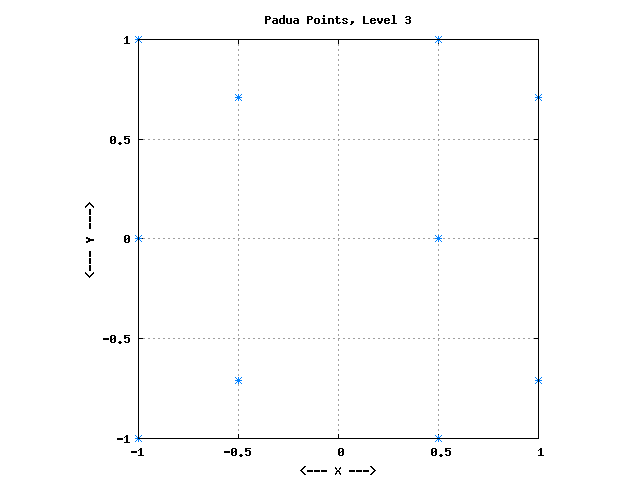 Padua Points, Level 3
1
0.5
0
-0.5
-1
<--- Y --->
-1 -0.5 0 0.5 1
<--- X --->